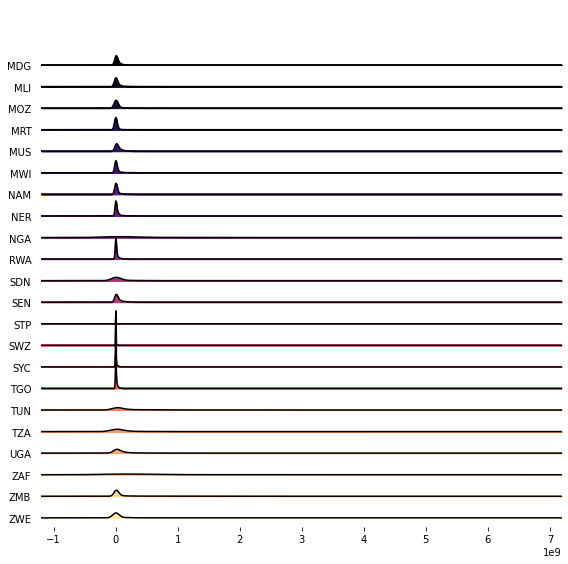 MDG
MLI
MOZ
MRT
MUS
MWI
NAM
NER
NGA
RWA
SDN
SEN
STP
SWZ
SYC
TGO
TUN
TZA
UGA
ZAF
ZMB
ZWE
−1 0 1 2 3 4 5 6 7
1e9